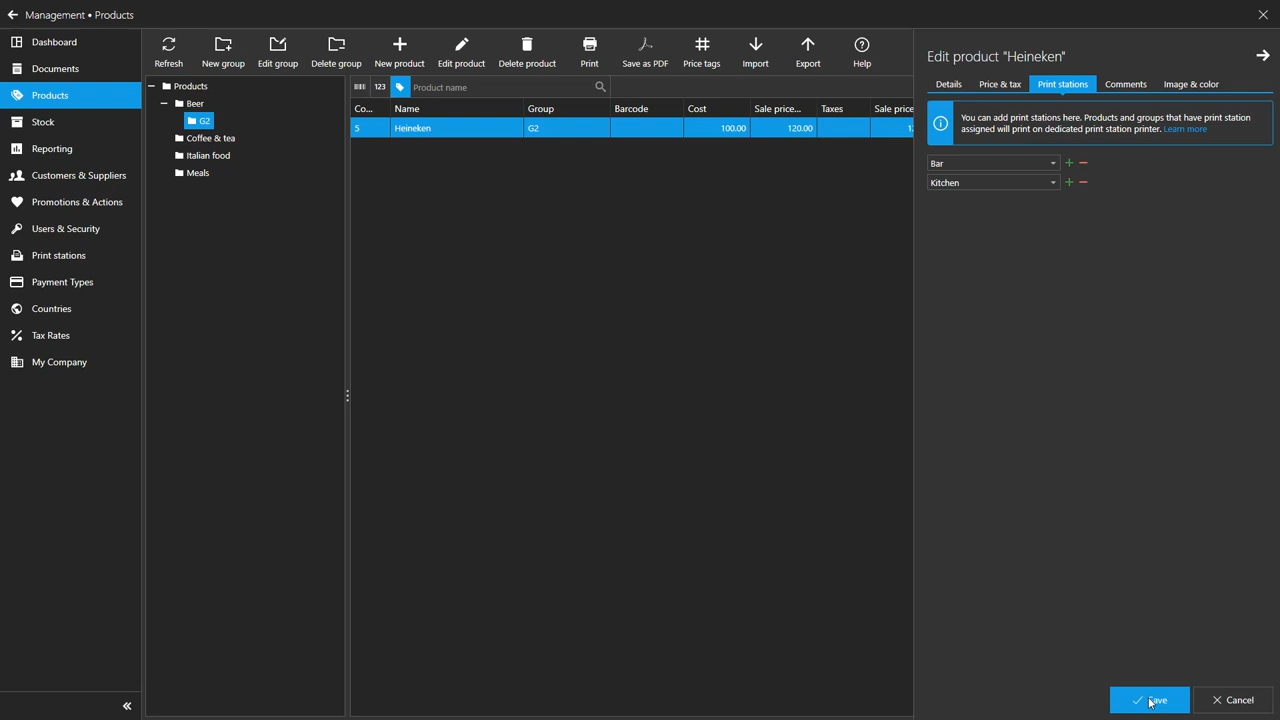 Management • Products
Dashboard
Documents
Products
Stock
Reporting
Customers & Suppliers
Promotions & Actions
Users & Security
Print stations
Payment Types
Countries
Tax Rates
My Company
Refresh
New group
Edit group
Delete group
New product
Edit product
Delete product
Print
Save as PDF
Price tags
Import
Export
Help
Products
Beer
G2
Coffee & tea
Italian food
Meals
123
Product name
Co... Name Group Barcode Cost Sale price... Taxes Sale price
5 Heineken G2 100.00 120.00
Edit product "Heineken"
Details Price & tax Print stations Comments Image & color
You can add print stations here. Products and groups that have print station
assigned will print on dedicated print station printer. Learn more
Bar
Kitchen
Save
Cancel